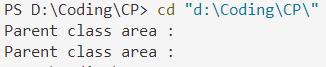 PS D:\Coding\CP> cd "d:\Coding\CP\"
Parent class area :
Parent class area :